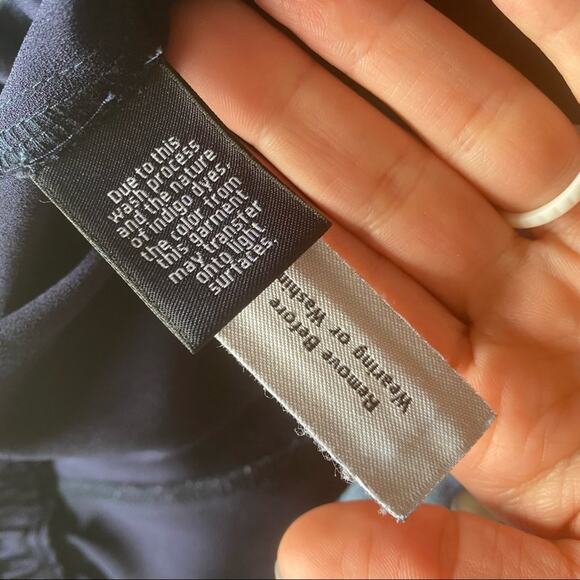 Due to this
wash process
and the nature
of indigo dyes,
the color from
this garment
may transfer
onto light
surfaces.
Remove Before
Wearing or Washin